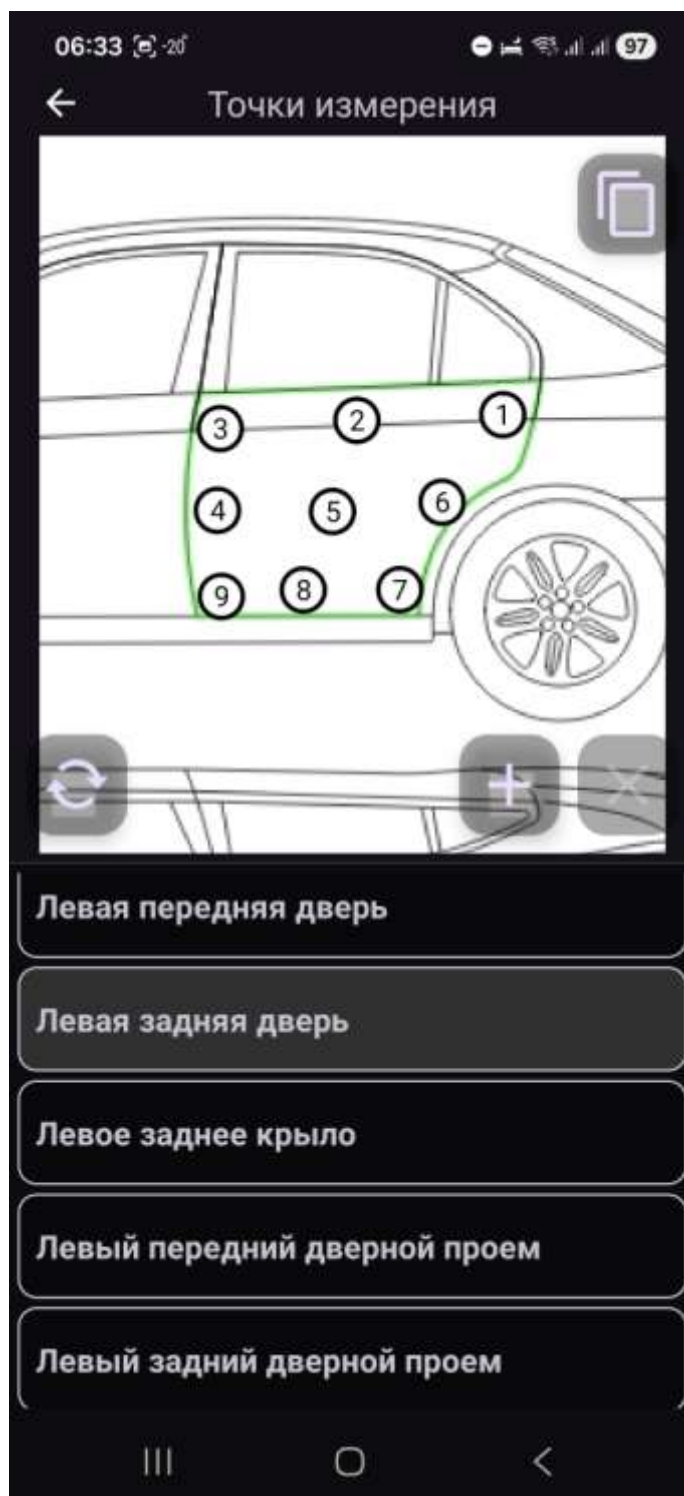 06:33 -20°
97
Точки измерения
1
2
3
4
5
6
7
8
9
Левая передняя дверь
Левая задняя дверь
Левое заднее крыло
Левый передний дверной проем
Левый задний дверной проем